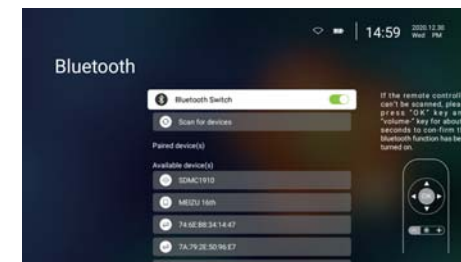 14:59
2020.12.30
Wed PM
Bluetooth
Bluetooth Switch
Scan for devices
Paired device(s)
Available device(s)
SDMC1910
MEIZU 16th
74:6E:B8:34:14:47
7A:79:2E:50:96:E7
If the remote controll
can't be scanned, plea
press "OK" key an
"volume-" key for about
seconds to con-firm t
bluetooth function has be
turned on.
OK